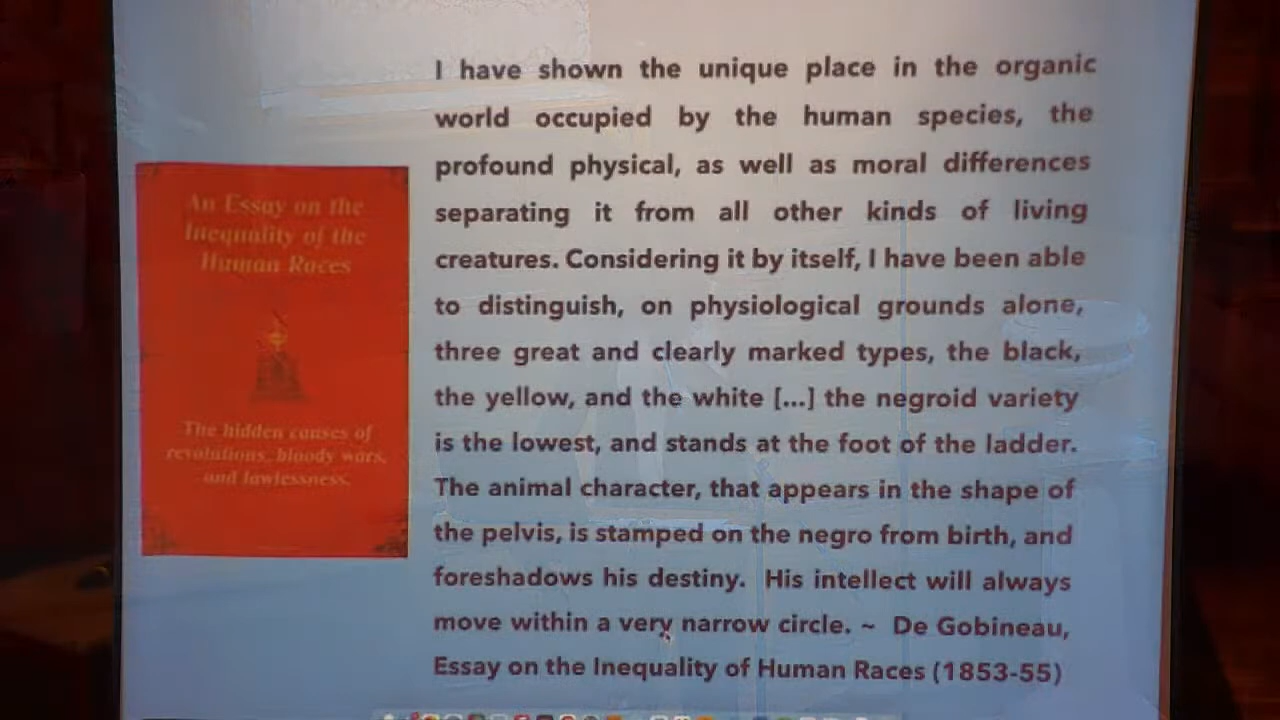 An Essay on the
Inequality of the
Human Races
The hidden causes of
revolutions, bloody wars,
and lawlessness.
I have shown the unique place in the organic
world occupied by the human species, the
profound physical, as well as moral differences
separating it from all other kinds of living
creatures. Considering it by itself, I have been able
to distinguish, on physiological grounds alone,
three great and clearly marked types, the black,
the yellow, and the white [...] the negroid variety
is the lowest, and stands at the foot of the ladder.
The animal character, that appears in the shape of
the pelvis, is stamped on the negro from birth, and
foreshadows his destiny. His intellect will always
move within a very narrow circle. ~ De Gobineau,
Essay on the Inequality of Human Races (1853-55)